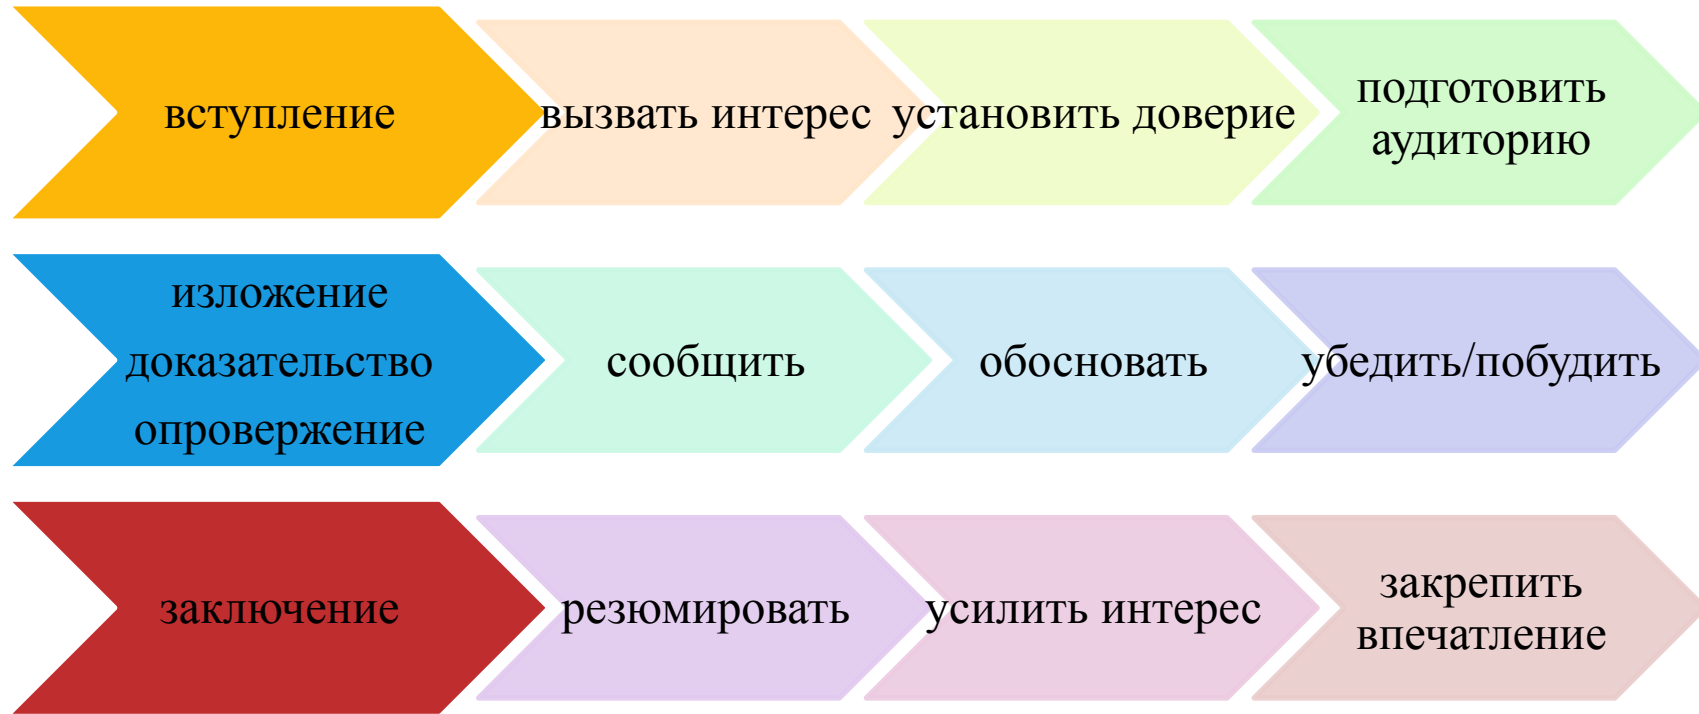 вступление
вызвать интерес
установить доверие
подготовить
аудиторию
изложение
доказательство
опровержение
сообщить
обосновать
убедить/побудить
заключение
резюмировать
усилить интерес
закрепить
впечатление